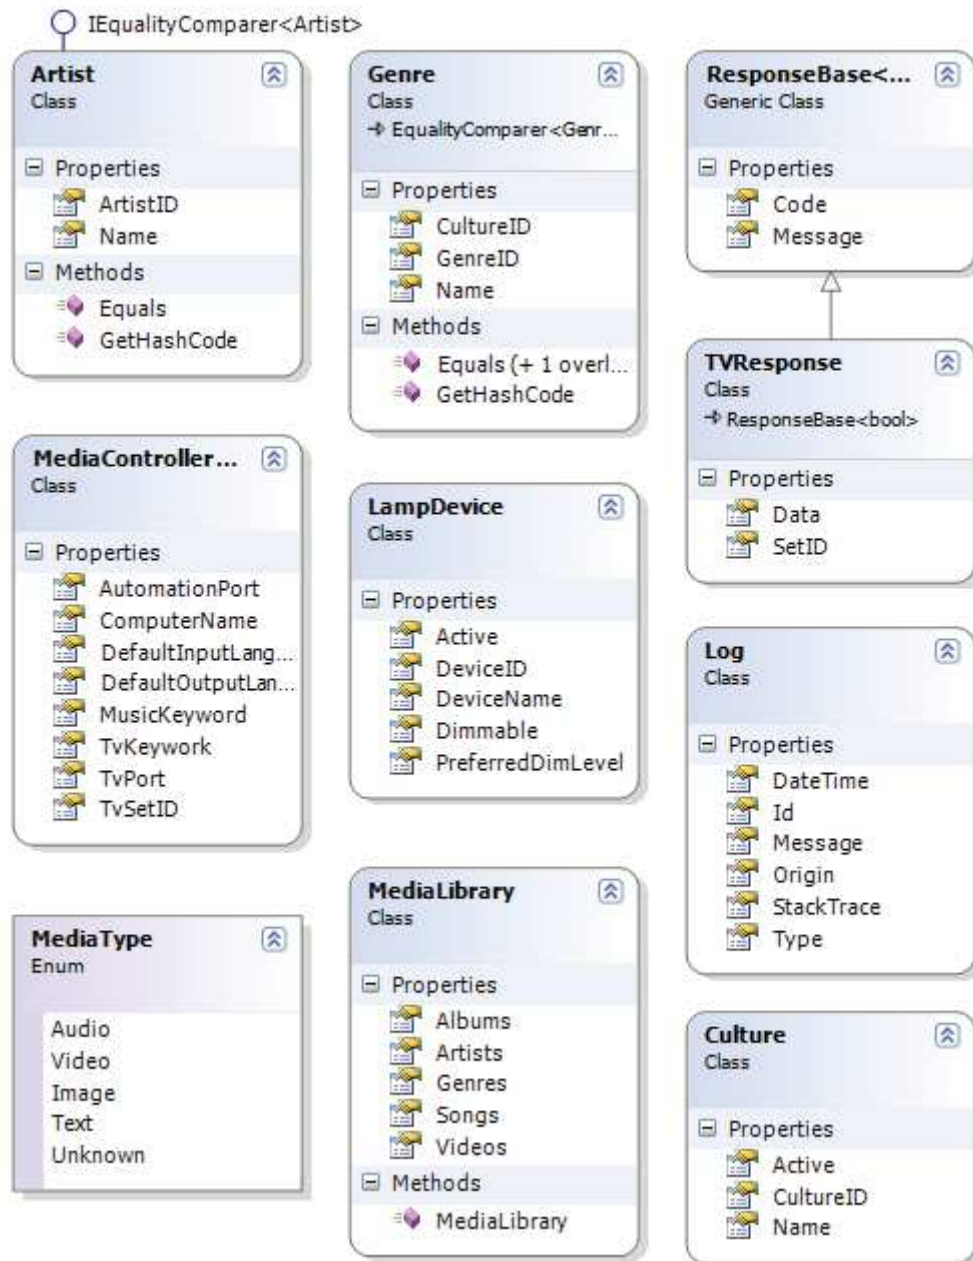 IEqualityComparer<Artist>
Artist
Class
Properties
ArtistID
Name
Methods
Equals
GetHashCode
MediaController...
Class
Properties
AutomationPort
ComputerName
DefaultInputLang...
DefaultOutputLan...
MusicKeyword
TvKeywork
TvPort
TvSetID
MediaType
Enum
Audio
Video
Image
Text
Unknown
Genre
Class
EqualityComparer<Genr...
Properties
CultureID
GenreID
Name
Methods
Equals (+ 1 overl...
GetHashCode
LampDevice
Class
Properties
Active
DeviceID
DeviceName
Dimmable
PreferredDimLevel
MediaLibrary
Class
Properties
Albums
Artists
Genres
Songs
Videos
Methods
MediaLibrary
ResponseBase<...
Generic Class
Properties
Code
Message
TVResponse
Class
ResponseBase<bool>
Properties
Data
SetID
Log
Class
Properties
DateTime
Id
Message
Origin
StackTrace
Type
Culture
Class
Properties
Active
CultureID
Name